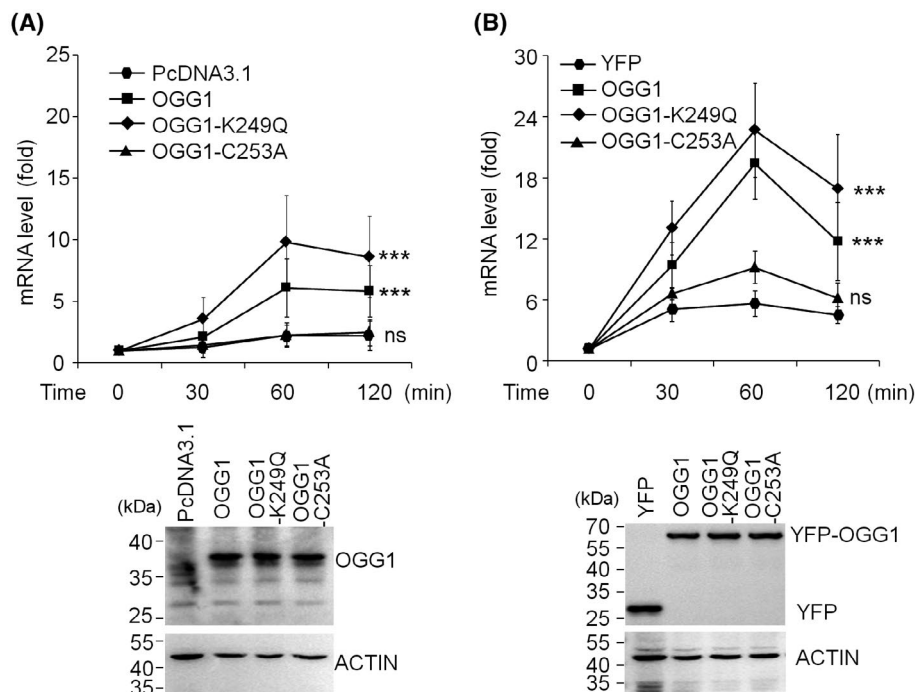 (A)
25
20
15
10
5
0
mRNA level (fold)
PcDNA3.1
OGG1
OGG1-K249Q
OGG1-C253A
***
***
ns
Time 0 30 60 120 (min)
(B)
30
24
18
12
6
0
mRNA level (fold)
YFP
OGG1
OGG1-K249Q
OGG1-C253A
***
***
ns
Time 0 30 60 120 (min)
(kDa)
PcDNA3.1
OGG1
OGG1
-K249Q
OGG1
-C253A
40
35
25
OGG1
55
40
35
ACTIN
(kDa)
YFP
OGG1
OGG1
-K249Q
OGG1
-C253A
70
55
40
35
25
YFP-OGG1
YFP
55
40
35
ACTIN